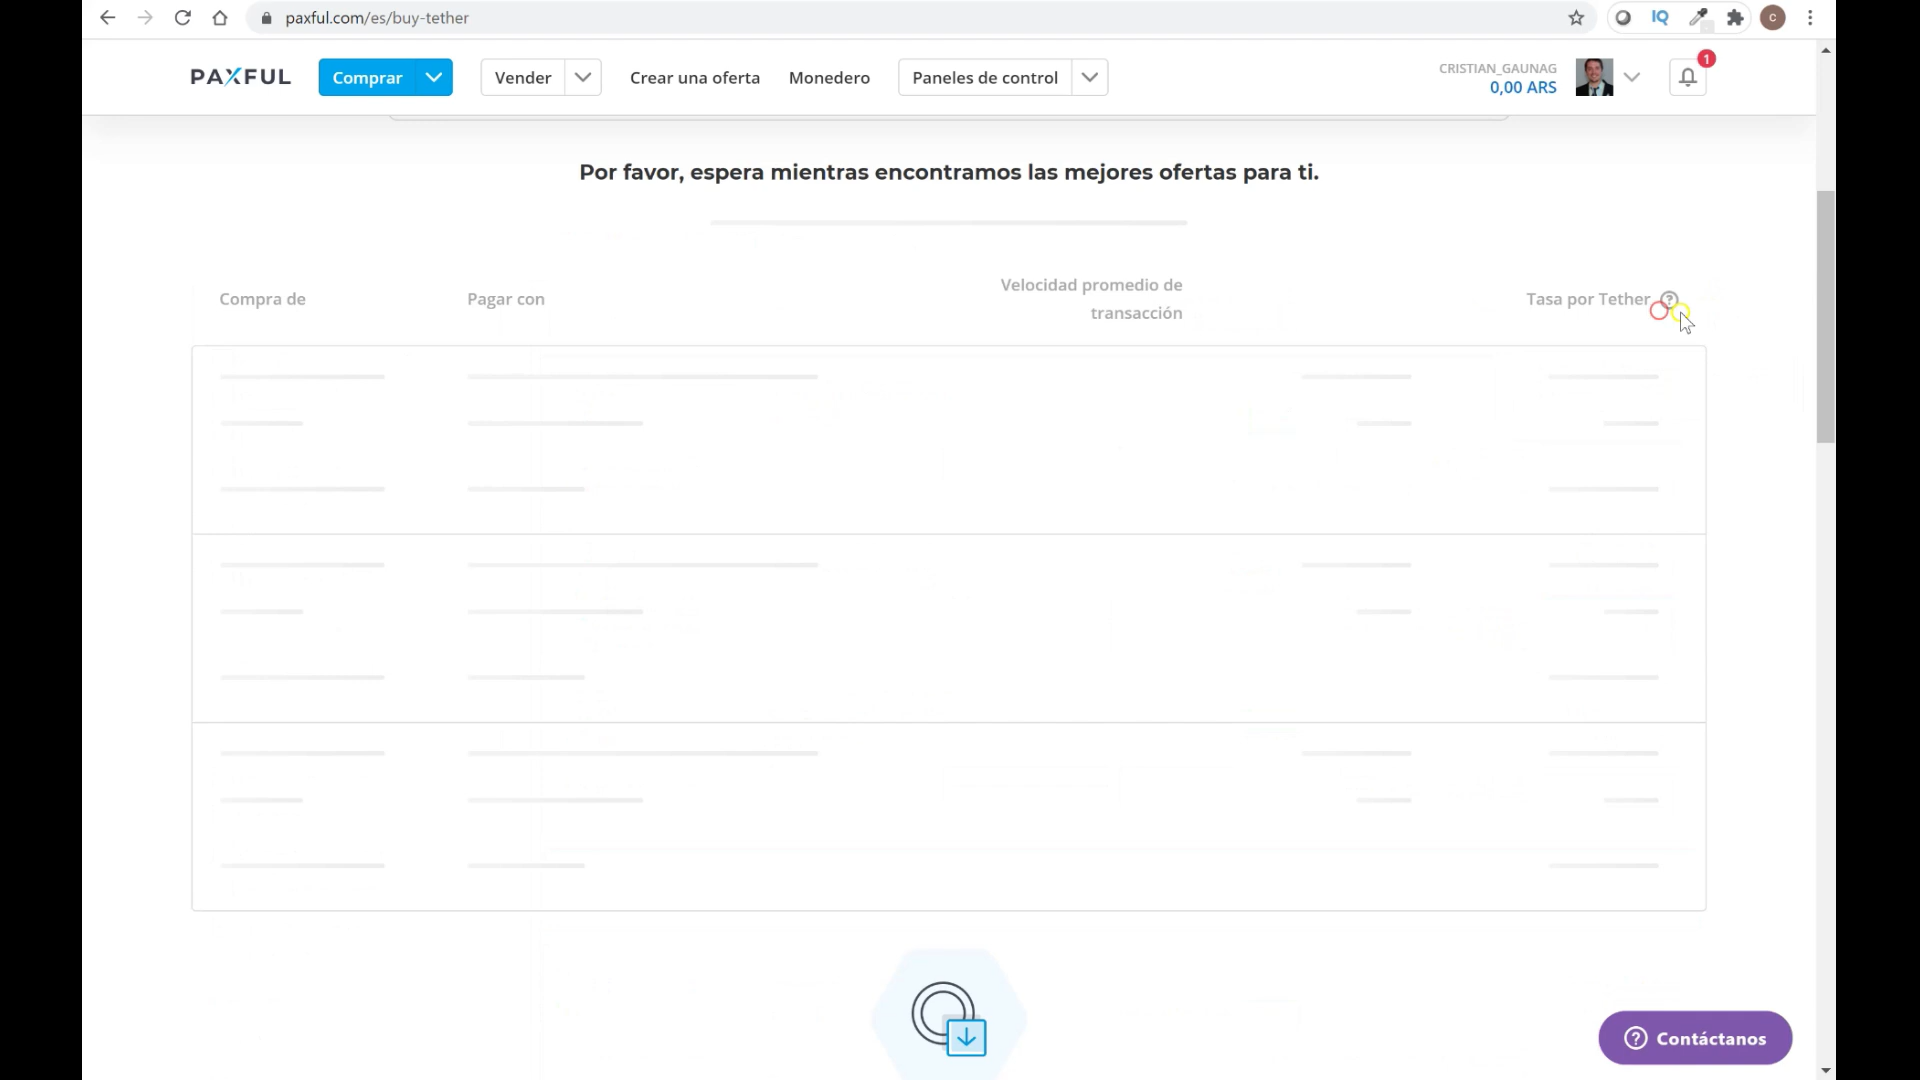 paxful.com/es/buy-tether
IQ
C
PAXFUL
Comprar
Vender
Crear una oferta
Monedero
Paneles de control
CRISTIAN_GAUNAG
0,00 ARS
1
Por favor, espera mientras encontramos las mejores ofertas para ti.
Compra de
Pagar con
Velocidad promedio de
transacción
Tasa por Tether
Contáctanos